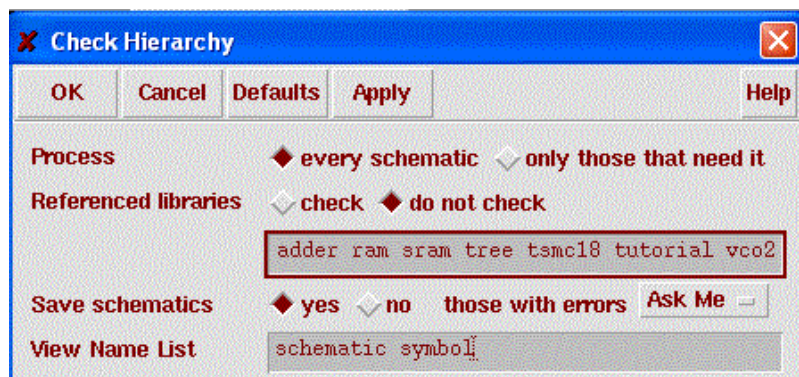 Check Hierarchy
OK Cancel Defaults Apply Help
Process every schematic only those that need it
Referenced libraries check do not check
adder ram sram tree tsmc18 tutorial vco2
Save schematics yes no those with errors Ask Me
View Name List schematic symbol